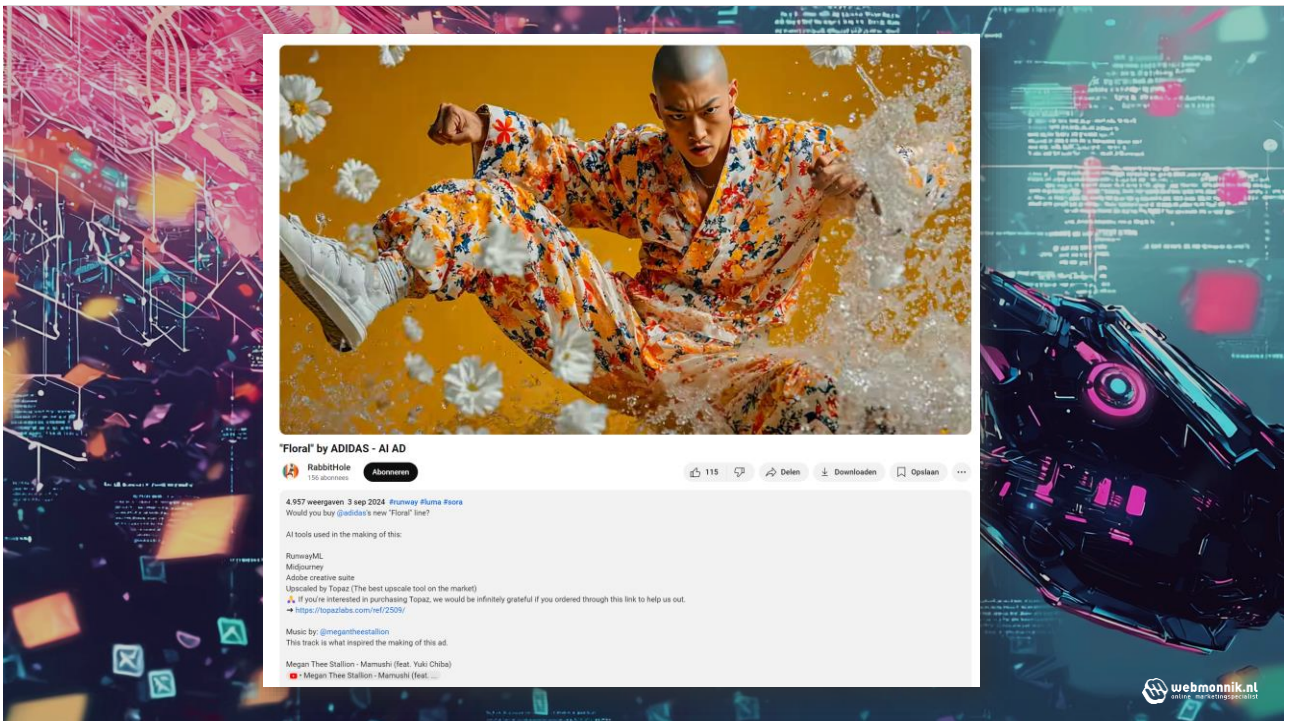 "Floral" by ADIDAS - AI AD
RabbitHole
156 abonnees
Abonneren
115
Delen
Downloaden
Opslaan
4.957 weergaven 3 sep 2024 #runway #luma #sora
Would you buy @adidas's new "Floral" line?
AI tools used in the making of this:
RunwayML
Midjourney
Adobe creative suite
Upscaled by Topaz (The best upscale tool on the market)
🙏 If you're interested in purchasing Topaz, we would be infinitely grateful if you ordered through this link to help us out.
➜ https://topazlabs.com/ref/2509/
Music by: @megantheestallion
This track is what inspired the making of this ad.
Megan Thee Stallion - Mamushi (feat. Yuki Chiba)
• Megan Thee Stallion - Mamushi (feat. ...
webmonnik.nl
online marketingspecialist